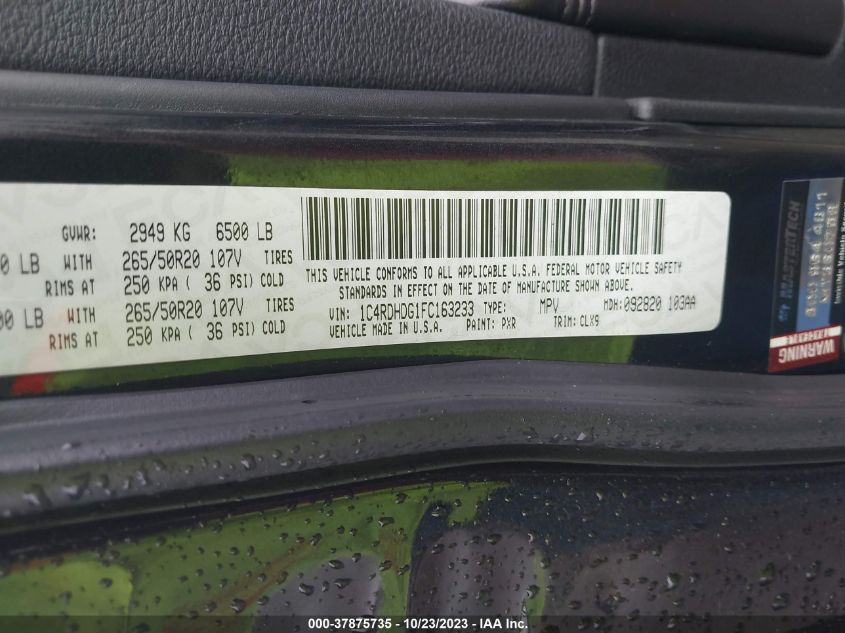 GVWR: 2949 KG 6500 LB
0 LB WITH 265/50R20 107V TIRES
RIMS AT 250 KPA ( 36 PSI) COLD
00 LB WITH 265/50R20 107V TIRES
RIMS AT 250 KPA ( 36 PSI) COLD
THIS VEHICLE CONFORMS TO ALL APPLICABLE U.S.A. FEDERAL MOTOR VEHICLE SAFETY
STANDARDS IN EFFECT ON THE DATE OF MANUFACTURE SHOWN ABOVE.
VIN: 1C4RDHDG1FC163233 TYPE: MPV MDH: 092820 103AA
VEHICLE MADE IN U.S.A. PAINT: PXR TRIM: CLX9
MASTERTECH
WARNING
000-37875735 - 10/23/2023 - IAA Inc.